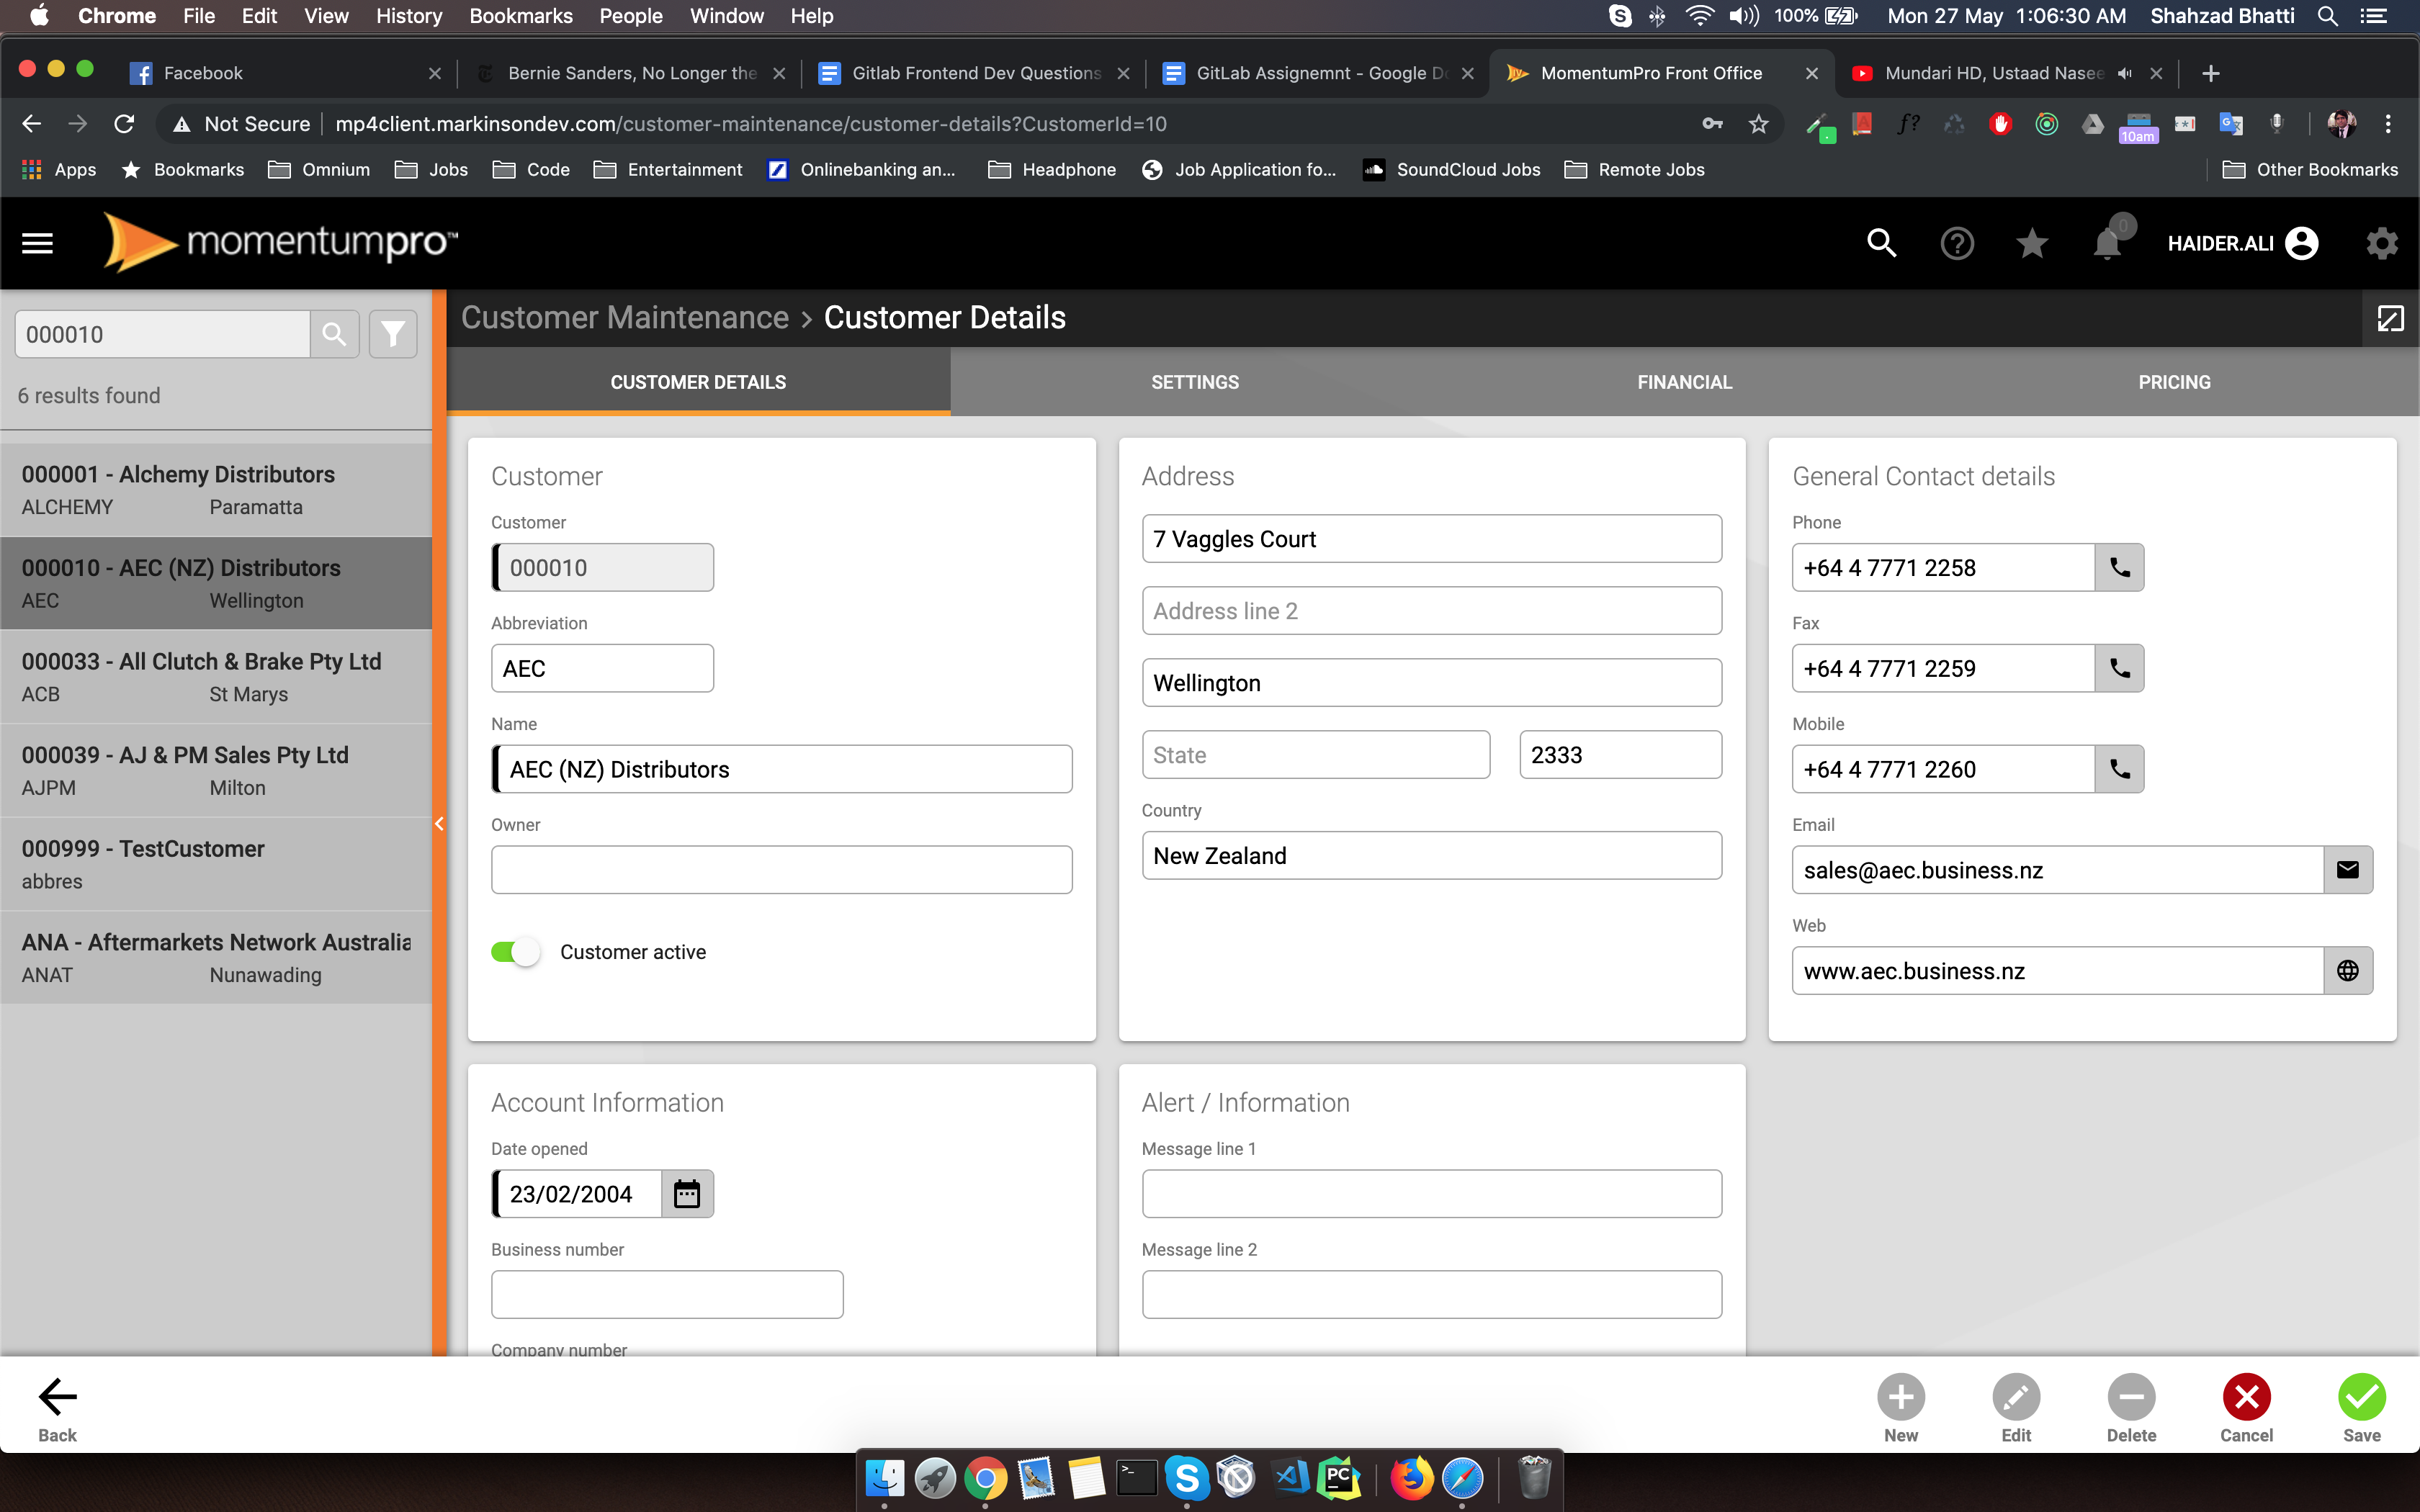 Chrome File Edit View History Bookmarks People Window Help 100% Mon 27 May 1:06:30 AM Shahzad Bhatti
Facebook Bernie Sanders, No Longer the Gitlab Frontend Dev Questions GitLab Assignemnt - Google Do MomentumPro Front Office Mundari HD, Ustaad Nasee
Not Secure mp4client.markinsondev.com/customer-maintenance/customer-details?CustomerId=10 f? 10am
Apps Bookmarks Omnium Jobs Code Entertainment Onlinebanking an... Headphone Job Application fo... SoundCloud Jobs Remote Jobs Other Bookmarks
momentumpro™ 0 HAIDER.ALI
000010
6 results found
000001 - Alchemy Distributors
ALCHEMY Paramatta
000010 - AEC (NZ) Distributors
AEC Wellington
000033 - All Clutch & Brake Pty Ltd
ACB St Marys
000039 - AJ & PM Sales Pty Ltd
AJPM Milton
000999 - TestCustomer
abbres
ANA - Aftermarkets Network Australia
ANAT Nunawading
Customer Maintenance > Customer Details
CUSTOMER DETAILS SETTINGS FINANCIAL PRICING
Customer
Customer
000010
Abbreviation
AEC
Name
AEC (NZ) Distributors
Owner
Customer active
Address
7 Vaggles Court
Address line 2
Wellington
State 2333
Country
New Zealand
General Contact details
Phone
+64 4 7771 2258
Fax
+64 4 7771 2259
Mobile
+64 4 7771 2260
Email
sales@aec.business.nz
Web
www.aec.business.nz
Account Information
Date opened
23/02/2004
Business number
Company number
Alert / Information
Message line 1
Message line 2
Back New Edit Delete Cancel Save
PC